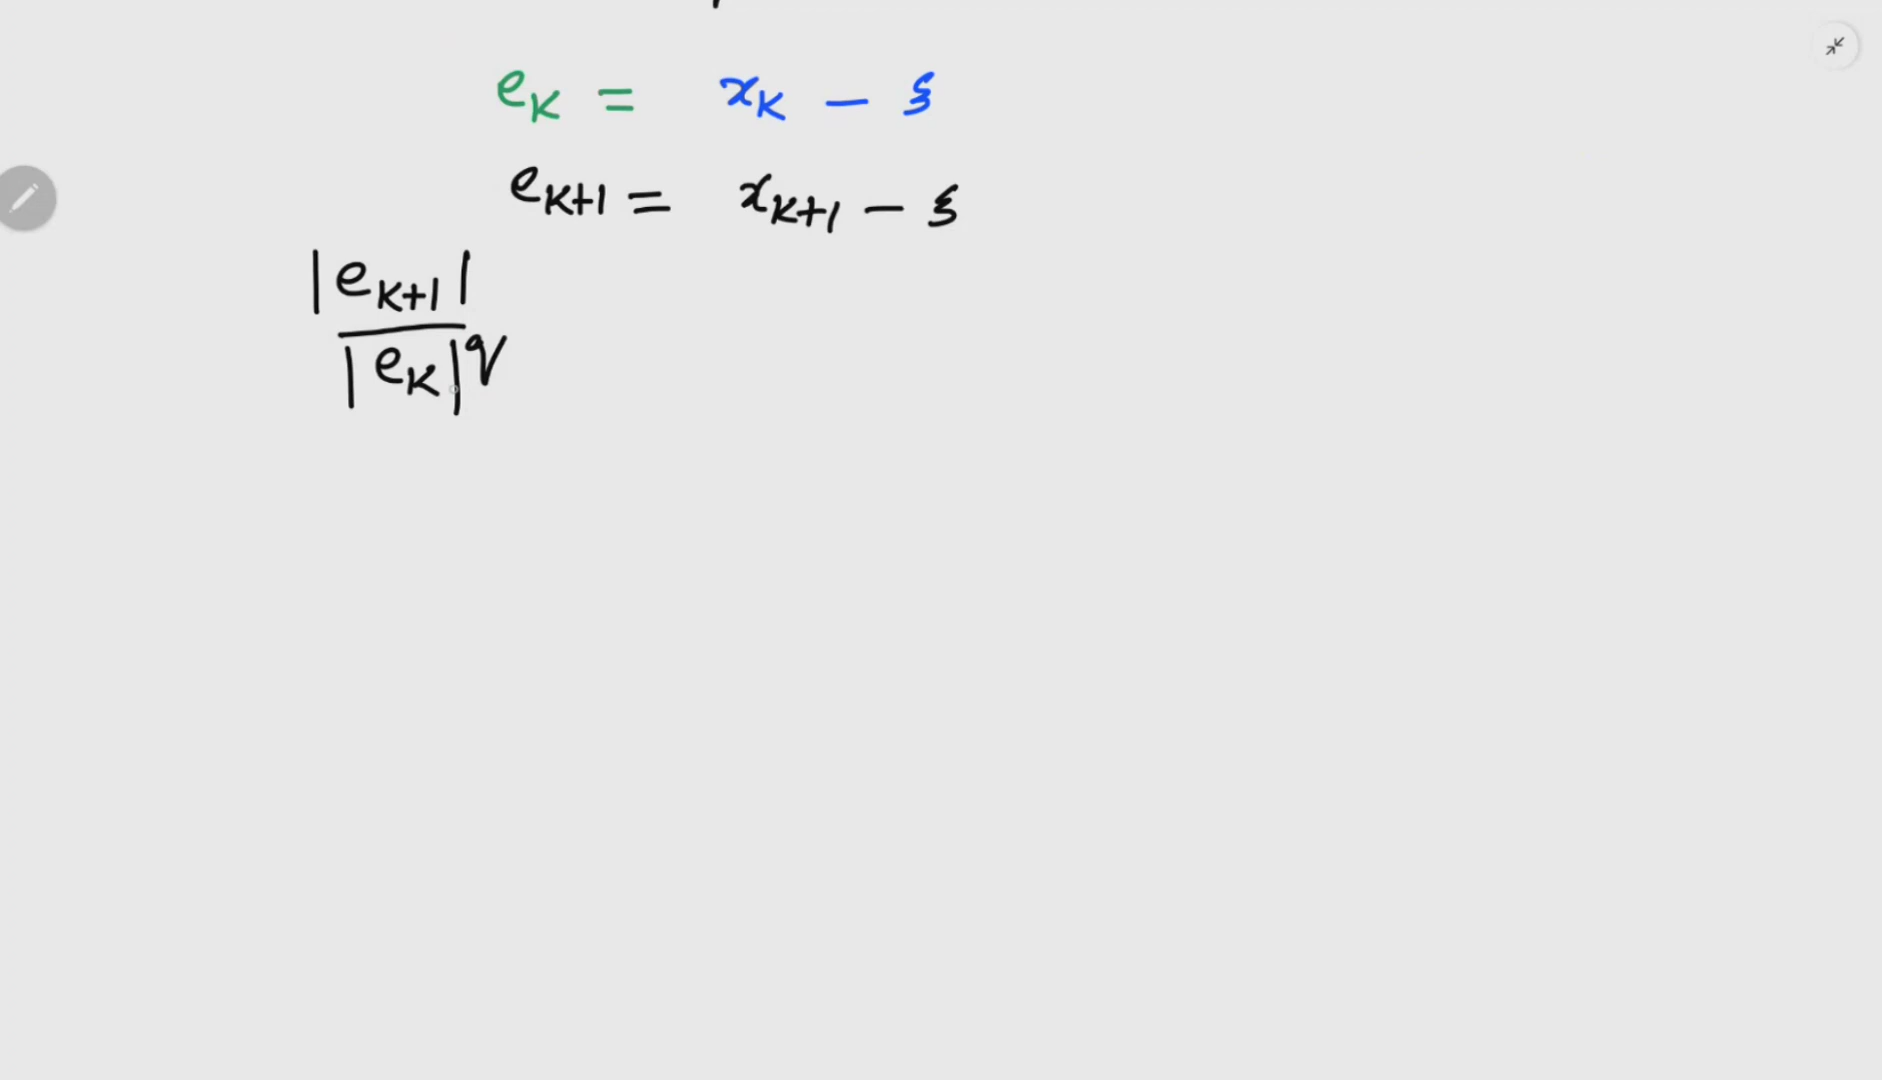 e_k = x_k - ξ
e_{k+1} = x_{k+1} - ξ
|e_{k+1}|
|e_k|^q